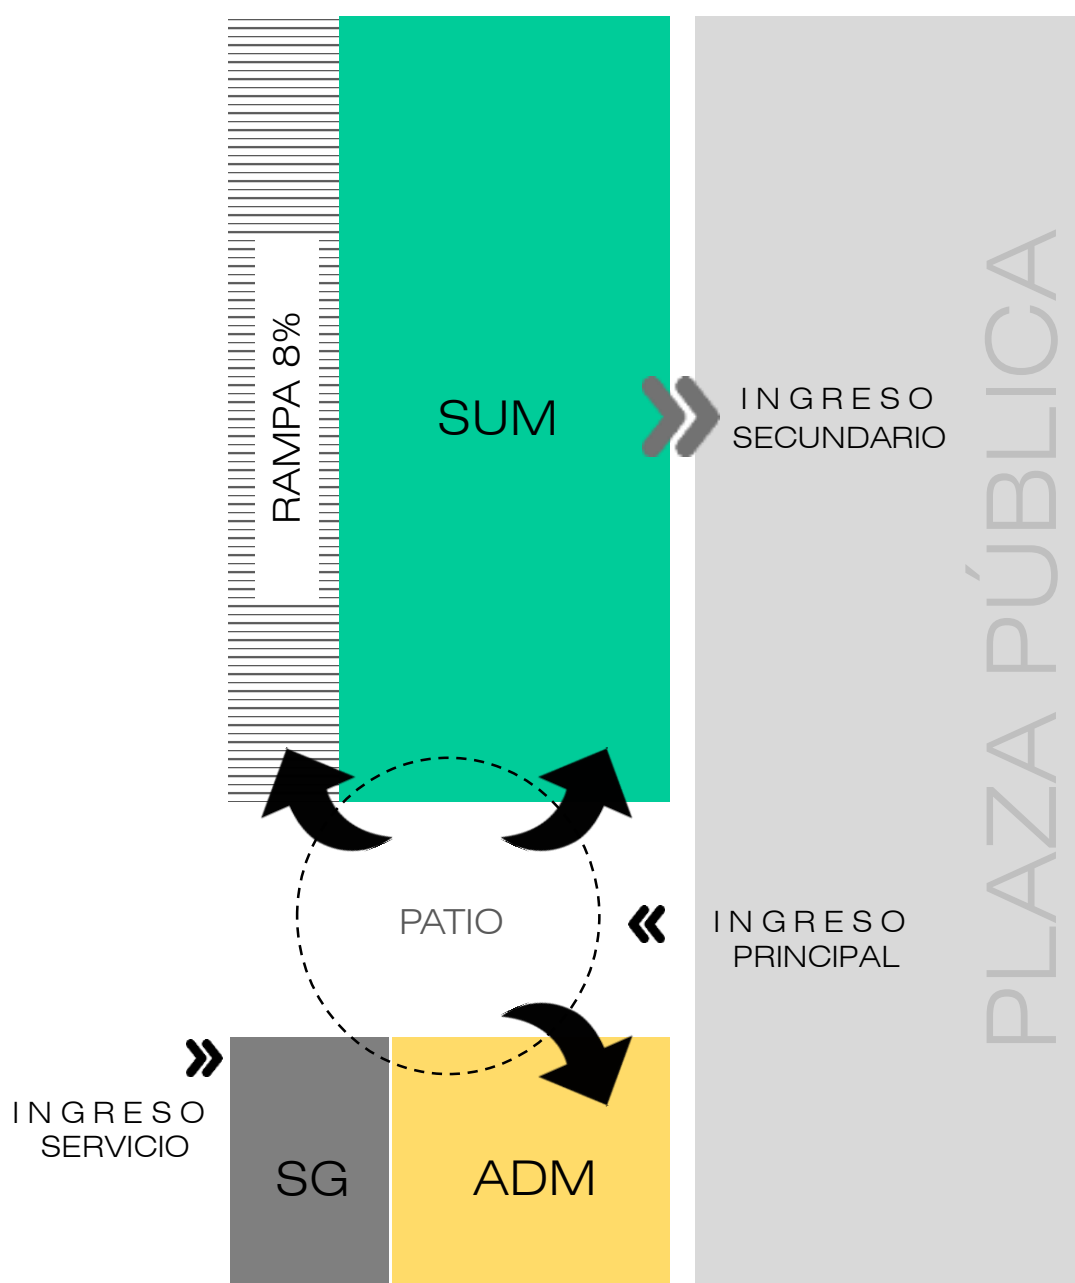 RAMPA 8%
SUM
INGRESO
SECUNDARIO
PLAZA PÚBLICA
PATIO
INGRESO
PRINCIPAL
INGRESO
SERVICIO
SG
ADM